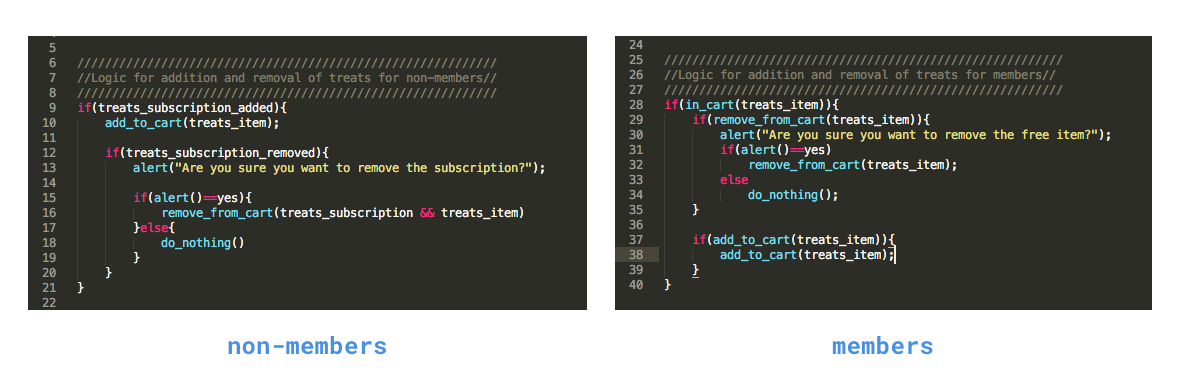 5
6 ////////////////////////////////////////////////////////////
7 //Logic for addition and removal of treats for non-members//
8 ////////////////////////////////////////////////////////////
9 if(treats_subscription_added){
10 add_to_cart(treats_item);
11
12 if(treats_subscription_removed){
13 alert("Are you sure you want to remove the subscription?");
14
15 if(alert()==yes){
16 remove_from_cart(treats_subscription && treats_item)
17 }else{
18 do_nothing()
19 }
20 }
21 }
22
non-members
24
25 /////////////////////////////////////////////////////////
26 //Logic for addition and removal of treats for members//
27 /////////////////////////////////////////////////////////
28 if(in_cart(treats_item)){
29 if(remove_from_cart(treats_item)){
30 alert("Are you sure you want to remove the free item?");
31 if(alert()==yes)
32 remove_from_cart(treats_item);
33 else
34 do_nothing();
35 }
36
37 if(add_to_cart(treats_item)){
38 add_to_cart(treats_item);
39 }
40 }
members